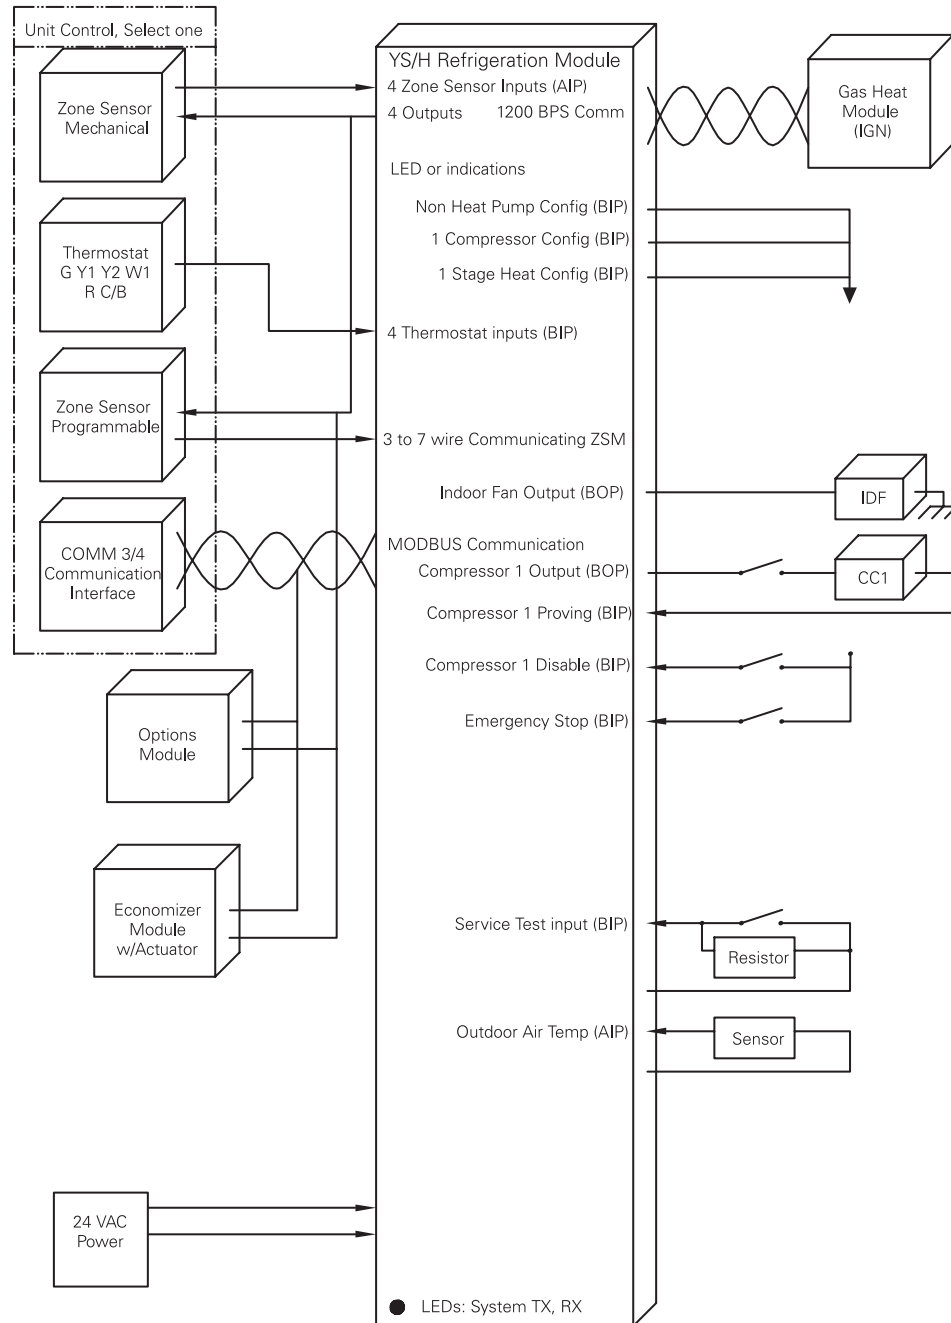 Unit Control, Select one
Zone Sensor
Mechanical
Thermostat
G Y1 Y2 W1
R C/B
Zone Sensor
Programmable
COMM 3/4
Communication
Interface
Options
Module
Economizer
Module
w/Actuator
24 VAC
Power
YS/H Refrigeration Module
4 Zone Sensor Inputs (AIP)
4 Outputs 1200 BPS Comm
LED or indications
Non Heat Pump Config (BIP)
1 Compressor Config (BIP)
1 Stage Heat Config (BIP)
4 Thermostat inputs (BIP)
3 to 7 wire Communicating ZSM
Indoor Fan Output (BOP)
MODBUS Communication
Compressor 1 Output (BOP)
Compressor 1 Proving (BIP)
Compressor 1 Disable (BIP)
Emergency Stop (BIP)
Service Test input (BIP)
Outdoor Air Temp (AIP)
LEDs: System TX, RX
Gas Heat
Module
(IGN)
IDF
CC1
Resistor
Sensor